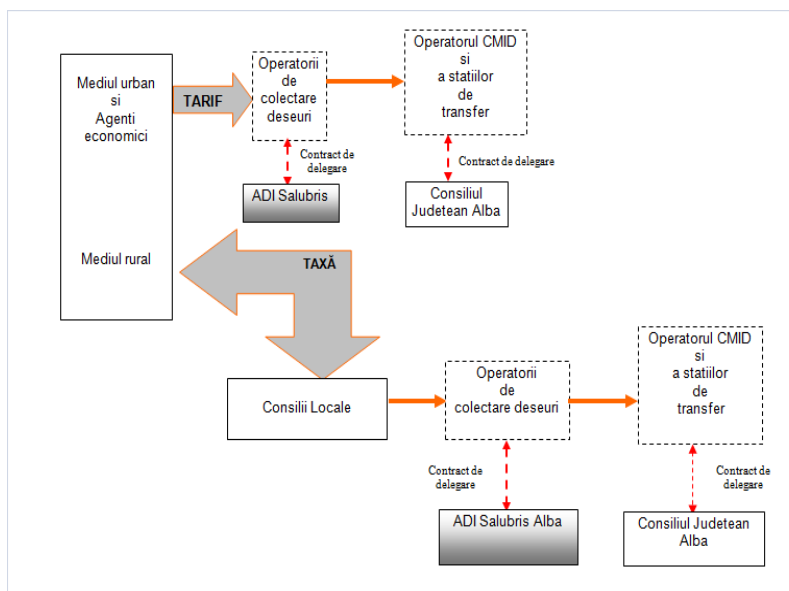 Mediul urban
si
Agenti
economici
Mediul rural
TARIF
Operatorii
de
colectare
deseuri
Operatorul CMID
si
a statiilor
de
transfer
Contract de
delegare
Contract de delegare
ADI Salubris
Consiliul
Judetean Alba
TAXĂ
Consilii Locale
Operatorii
de
colectare deseuri
Operatorul CMID
si
a statiilor
de
transfer
Contract de
delegare
Contract de
delegare
ADI Salubris Alba
Consiliul Judetean
Alba